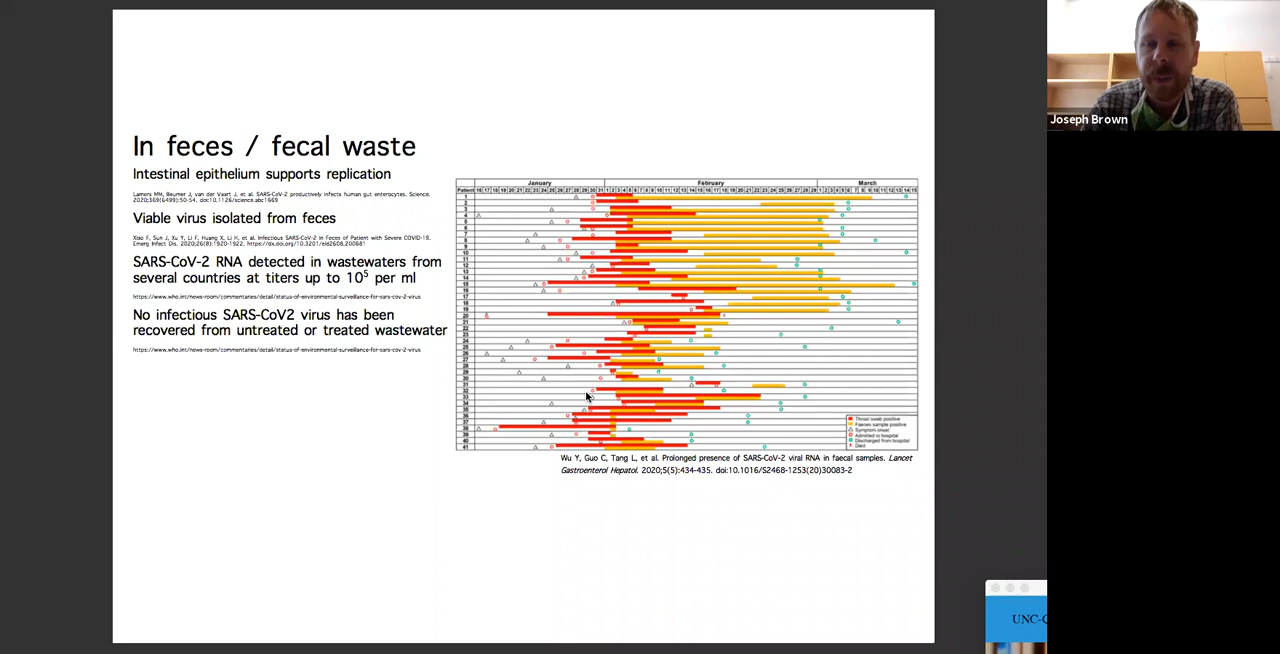 In feces / fecal waste
Intestinal epithelium supports replication
Lamers MM, Beumer J, van der Vaart J, et al. SARS-CoV-2 productively infects human gut enterocytes. Science.
2020;369(6499):50-54. doi:10.1126/science.abc1669
Viable virus isolated from feces
Xiao F, Sun J, Xu Y, Li F, Huang X, Li H, et al. Infectious SARS-CoV-2 in Feces of Patient with Severe COVID-19.
Emerg Infect Dis. 2020;26(8):1920-1922. https://dx.doi.org/10.3201/eid2608.200681
SARS-CoV-2 RNA detected in wastewaters from
several countries at titers up to 10⁵ per ml
https://www.who.int/news-room/commentaries/detail/status-of-environmental-surveillance-for-sars-cov-2-virus
No infectious SARS-CoV2 virus has been
recovered from untreated or treated wastewater
https://www.who.int/news-room/commentaries/detail/status-of-environmental-surveillance-for-sars-cov-2-virus
January February March
Patient
Throat swab positive
Faeces sample positive
Symptom onset
Admitted to hospital
Discharged from hospital
Died
Wu Y, Guo C, Tang L, et al. Prolonged presence of SARS-CoV-2 viral RNA in faecal samples. Lancet
Gastroenterol Hepatol. 2020;5(5):434-435. doi:10.1016/S2468-1253(20)30083-2
Joseph Brown